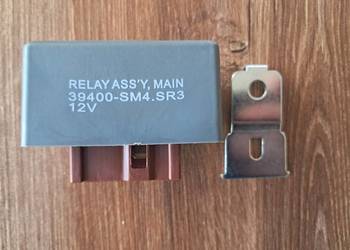 RELAY ASS'Y, MAIN
39400-SM4.SR3
12V